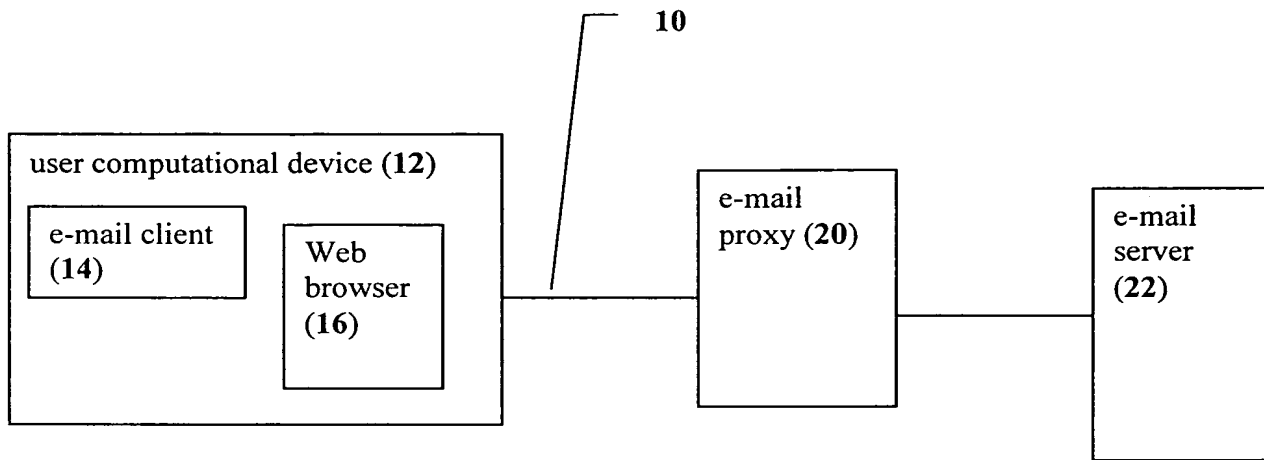 10
user computational device (12)
e-mail client
(14)
Web
browser
(16)
e-mail
proxy (20)
e-mail
server
(22)